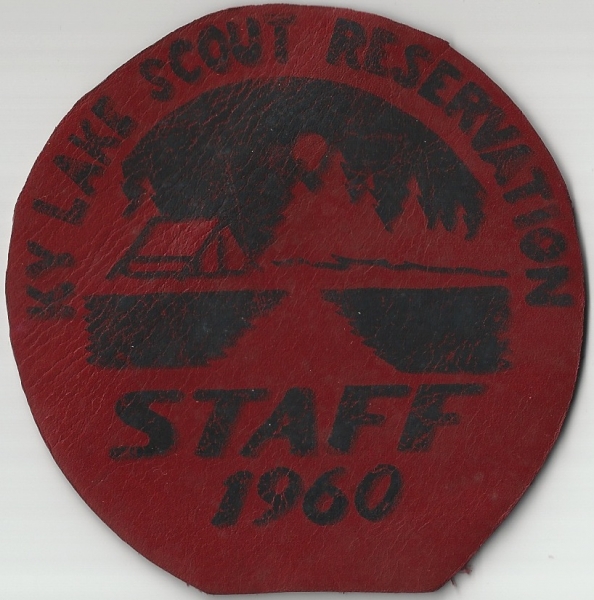 KY LAKE SCOUT RESERVATION
STAFF
1960